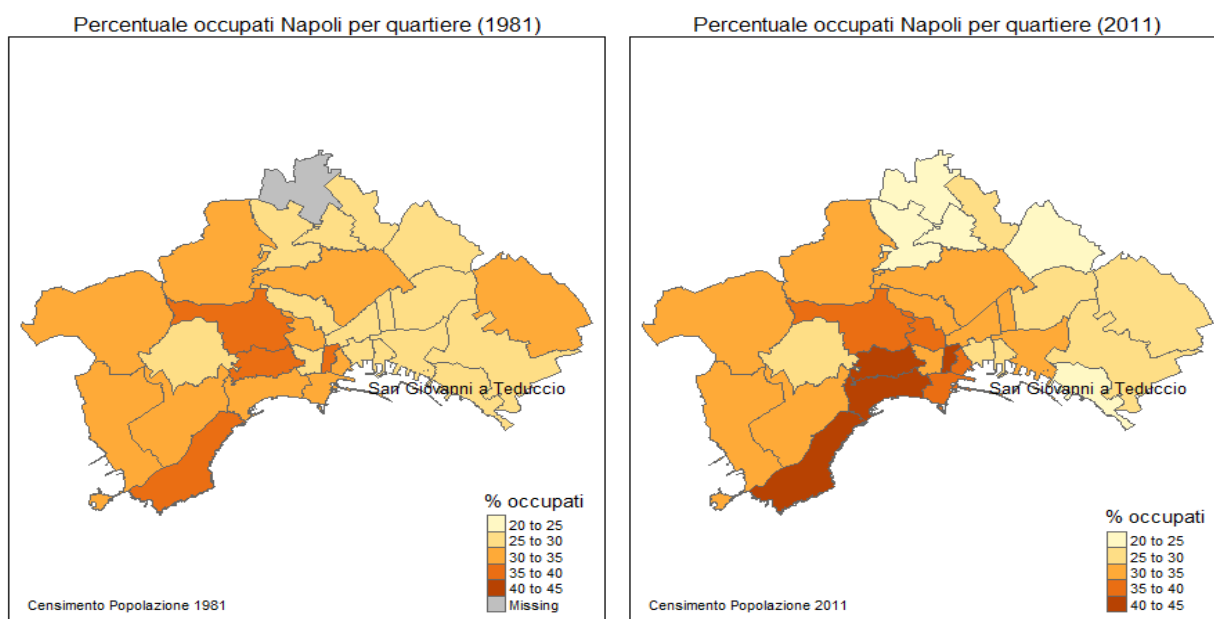 Percentuale occupati Napoli per quartiere (1981)
San Giovanni a Teduccio
% occupati
20 to 25
25 to 30
30 to 35
35 to 40
40 to 45
Missing
Censimento Popolazione 1981
Percentuale occupati Napoli per quartiere (2011)
San Giovanni a Teduccio
% occupati
20 to 25
25 to 30
30 to 35
35 to 40
40 to 45
Censimento Popolazione 2011